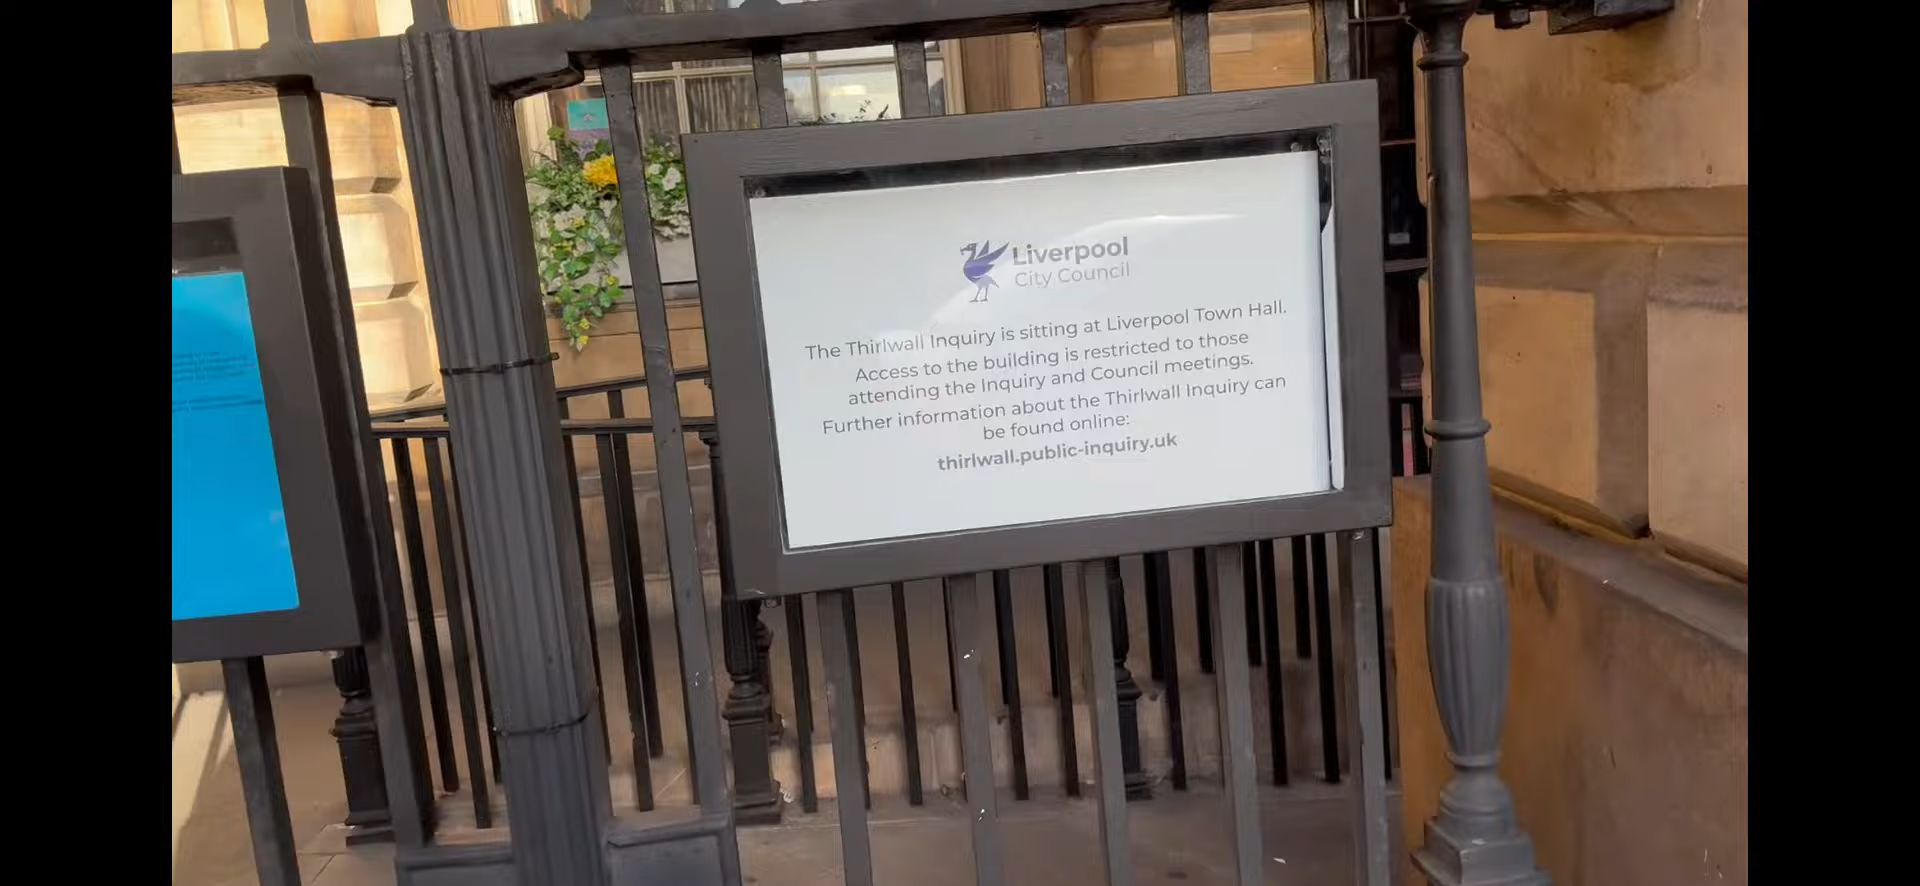 Liverpool
City Council
The Thirlwall Inquiry is sitting at Liverpool Town Hall.
Access to the building is restricted to those
attending the Inquiry and Council meetings.
Further information about the Thirlwall Inquiry can
be found online:
thirlwall.public-inquiry.uk